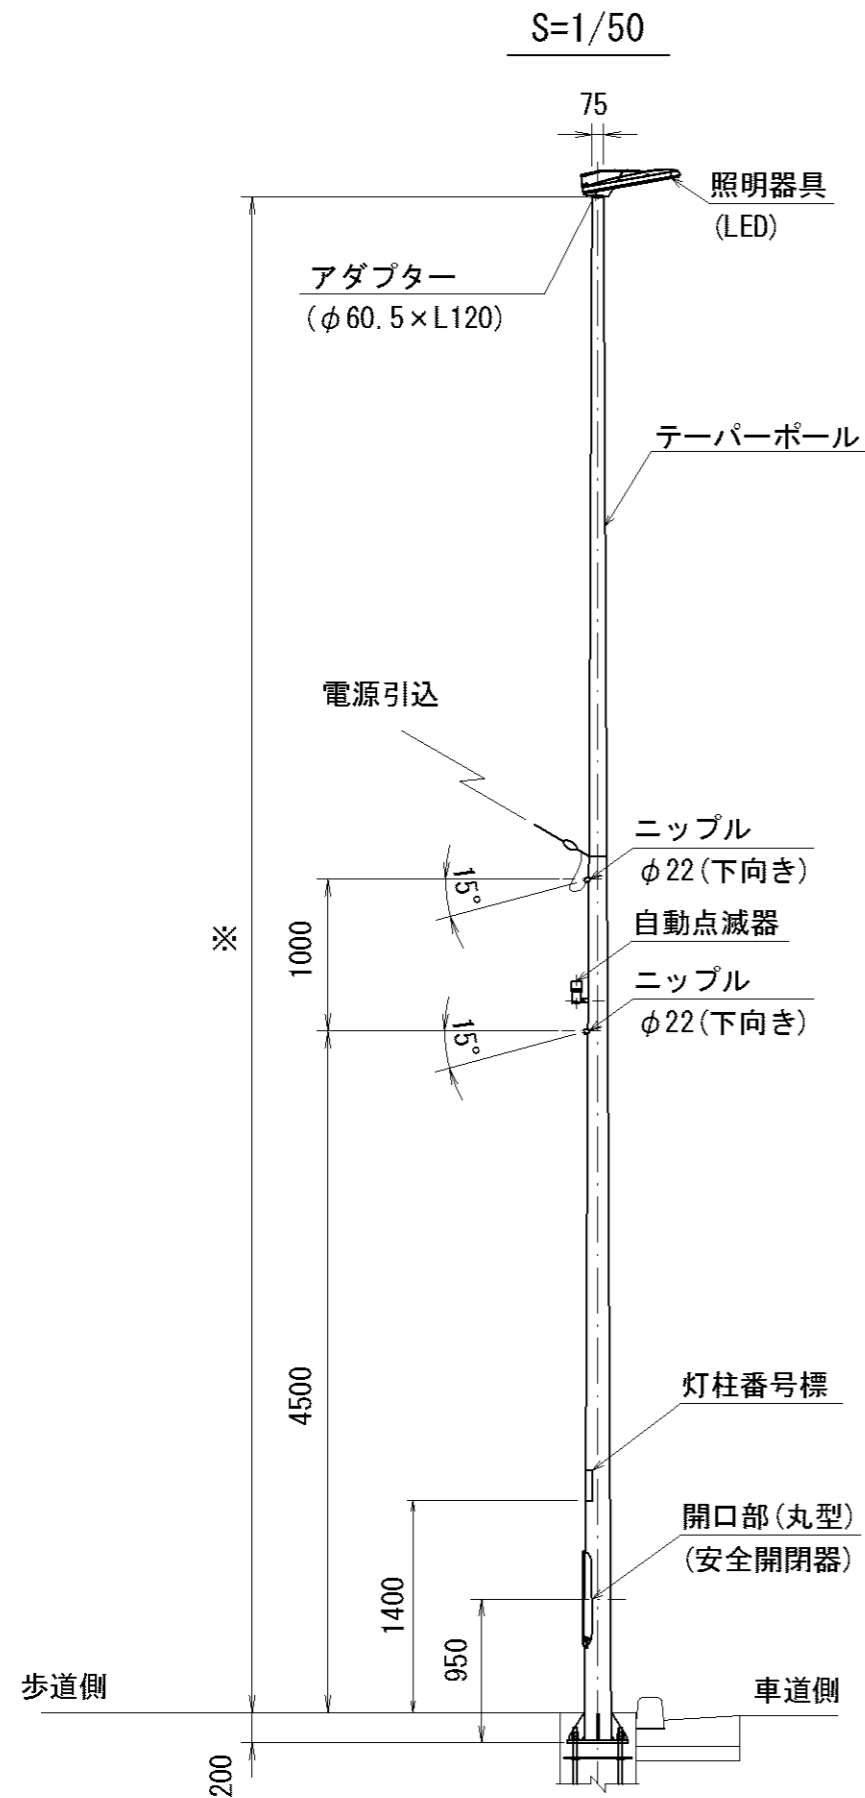 S=1/50
75
照明器具
(LED)
アダプター
(φ60.5×L120)
テーパーポール
電源引込
ニップル
φ22(下向き)
15°
1000
※
自動点滅器
ニップル
φ22(下向き)
15°
4500
灯柱番号標
開口部(丸型)
(安全開閉器)
1400
950
歩道側
車道側
200